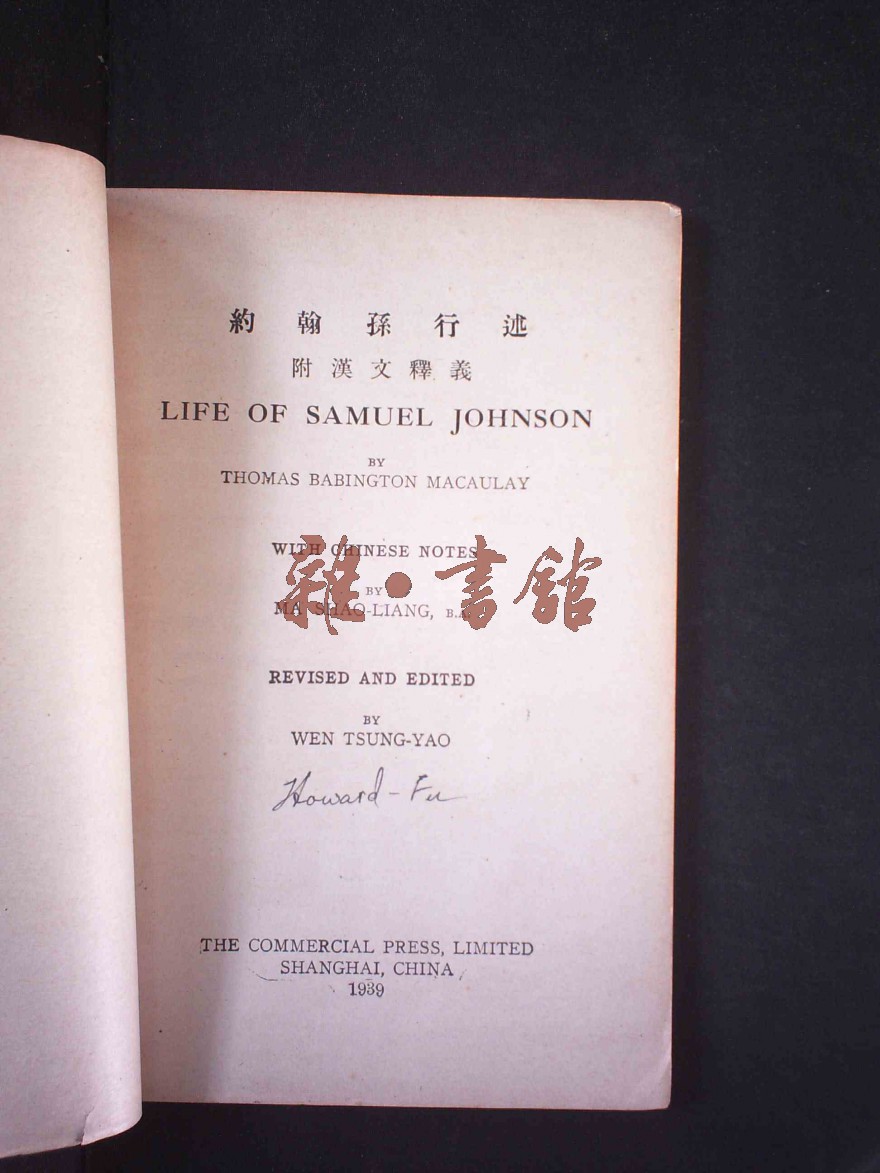 約翰孫行述
附漢文釋義
LIFE OF SAMUEL JOHNSON
BY
THOMAS BABINGTON MACAULAY
WITH CHINESE NOTES
雜·書館
BY
MA SHAO-LIANG, B.A.
REVISED AND EDITED
BY
WEN TSUNG-YAO
Howard-Fu
THE COMMERCIAL PRESS, LIMITED
SHANGHAI, CHINA
1939